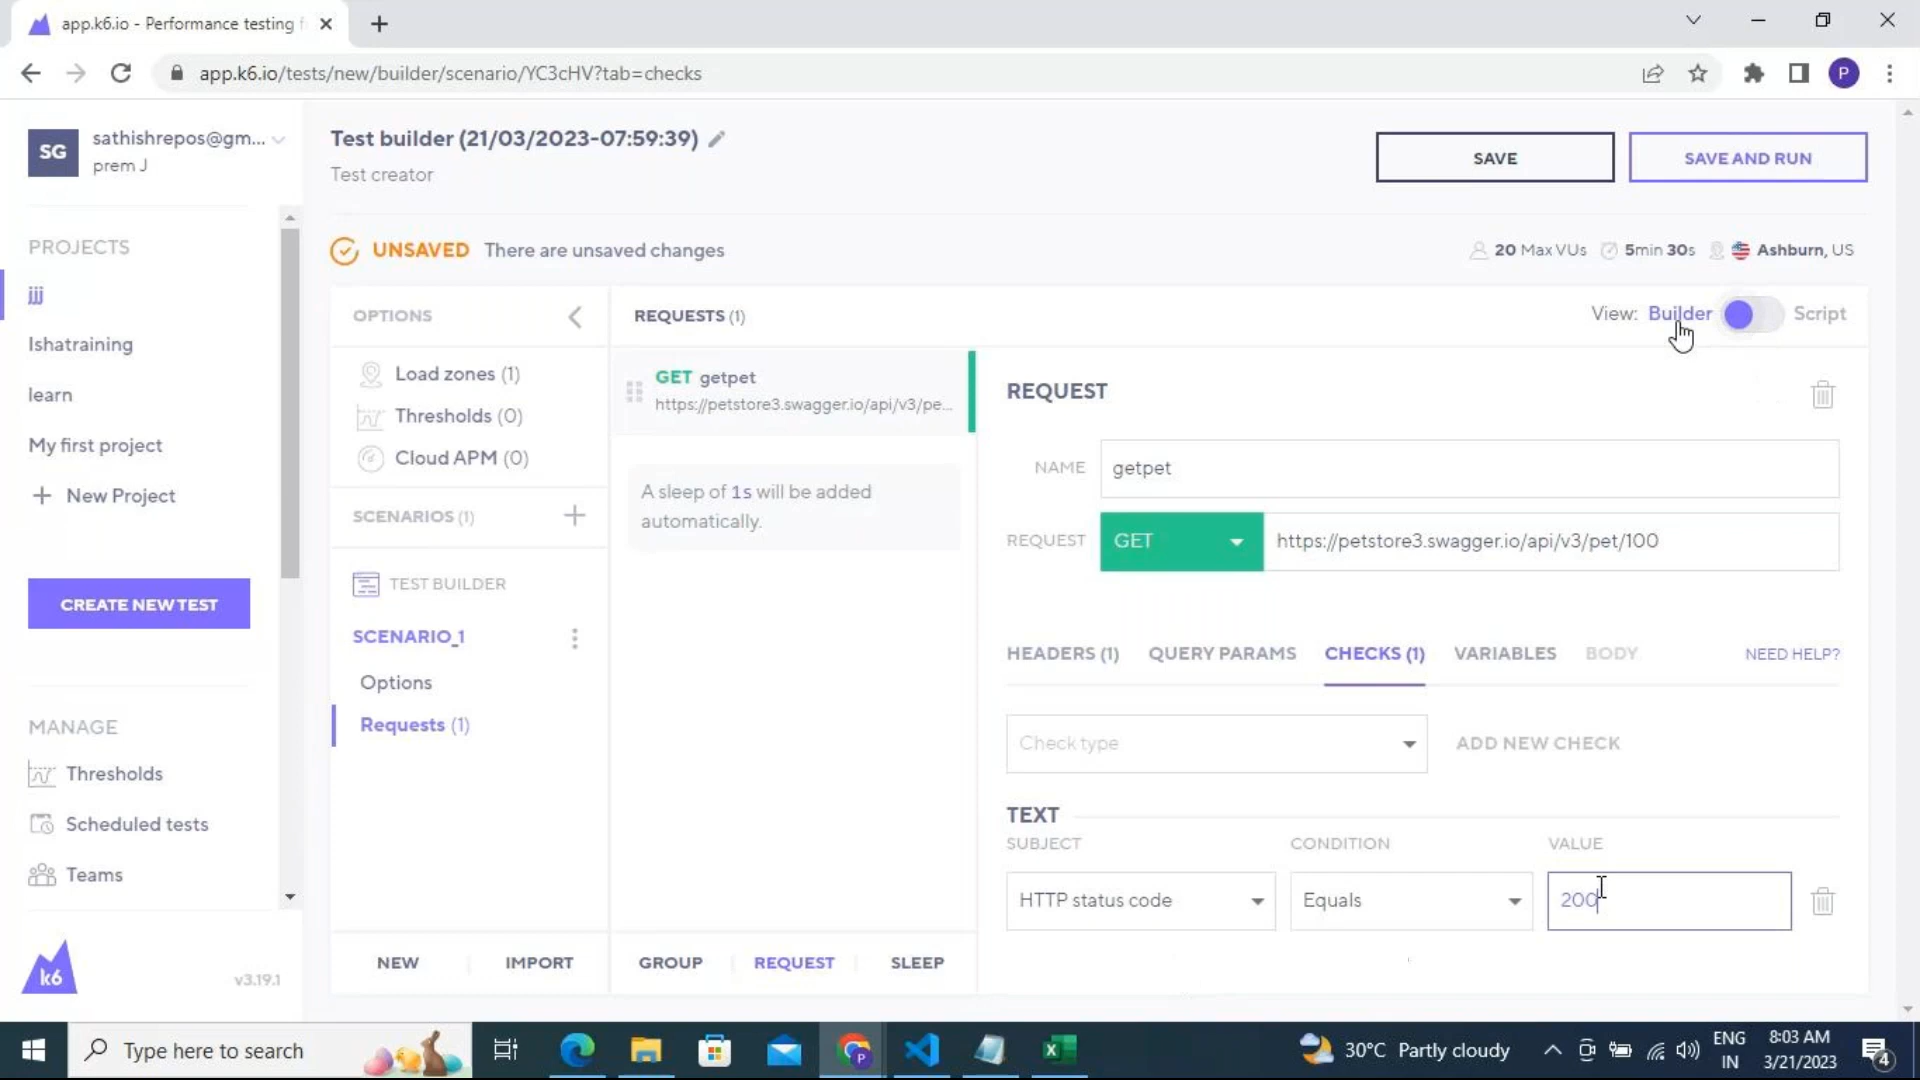 app.k6.io - Performance testing f
app.k6.io/tests/new/builder/scenario/YC3cHV?tab=checks
P
SG
sathishrepos@gm...
prem J
Test builder (21/03/2023-07:59:39)
Test creator
SAVE
SAVE AND RUN
UNSAVED There are unsaved changes
20 Max VUs
5min 30s
Ashburn, US
PROJECTS
jjj
Ishatraining
learn
My first project
New Project
CREATE NEW TEST
MANAGE
Thresholds
Scheduled tests
Teams
k6
v3.19.1
OPTIONS
Load zones (1)
Thresholds (0)
Cloud APM (0)
SCENARIOS (1)
TEST BUILDER
SCENARIO_1
Options
Requests (1)
NEW
IMPORT
REQUESTS (1)
GET getpet
https://petstore3.swagger.io/api/v3/pe...
A sleep of 1s will be added
automatically.
GROUP
REQUEST
SLEEP
View: Builder
Script
REQUEST
NAME
getpet
REQUEST
GET
https://petstore3.swagger.io/api/v3/pet/100
HEADERS (1)
QUERY PARAMS
CHECKS (1)
VARIABLES
BODY
NEED HELP?
Check type
ADD NEW CHECK
TEXT
SUBJECT
CONDITION
VALUE
HTTP status code
Equals
200
Type here to search
P
30°C Partly cloudy
ENG
IN
8:03 AM
3/21/2023
4